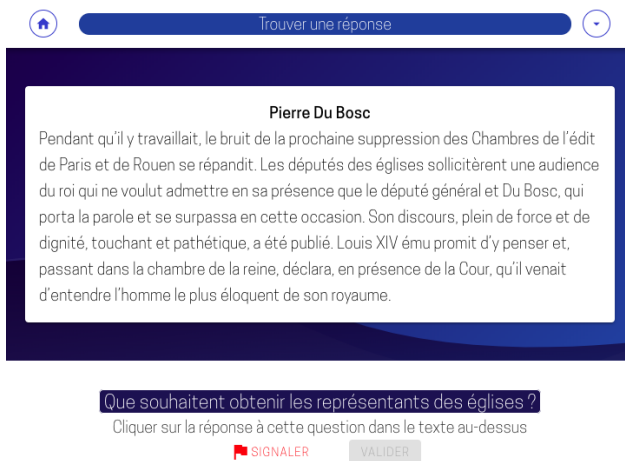 Trouver une réponse
Pierre Du Bosc
Pendant qu'il y travaillait, le bruit de la prochaine suppression des Chambres de l'édit
de Paris et de Rouen se répandit. Les députés des églises sollicitèrent une audience
du roi qui ne voulut admettre en sa présence que le député général et Du Bosc, qui
porta la parole et se surpassa en cette occasion. Son discours, plein de force et de
dignité, touchant et pathétique, a été publié. Louis XIV ému promit d'y penser et,
passant dans la chambre de la reine, déclara, en présence de la Cour, qu'il venait
d'entendre l'homme le plus éloquent de son royaume.
Que souhaitent obtenir les représentants des églises ?
Cliquer sur la réponse à cette question dans le texte au-dessus
SIGNALER VALIDER